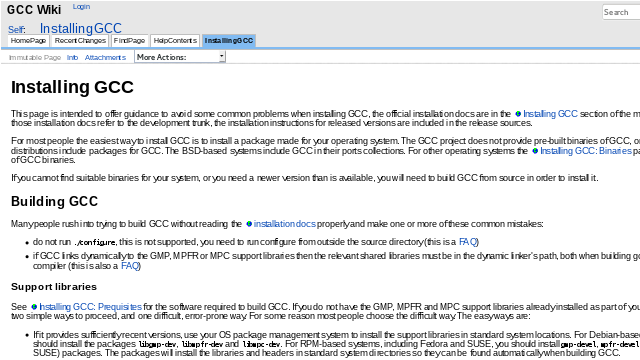 GCC Wiki
Login
Search
Self: InstallingGCC
HomePage RecentChanges FindPage HelpContents InstallingGCC
Immutable Page Info Attachments More Actions:
Installing GCC
This page is intended to offer guidance to avoid some common problems when installing GCC, the official installation docs are in the Installing GCC section of the m
those installation docs refer to the development trunk, the installation instructions for released versions are included in the release sources.
For most people the easiest way to install GCC is to install a package made for your operating system. The GCC project does not provide pre-built binaries of GCC, o
distributions include packages for GCC. The BSD-based systems include GCC in their ports collections. For other operating systems the Installing GCC: Binaries pa
of GCC binaries.
If you cannot find suitable binaries for your system, or you need a newer version than is available, you will need to build GCC from source in order to install it.
Building GCC
Many people rush into trying to build GCC without reading the installation docs properly and make one or more of these common mistakes:
• do not run ./configure, this is not supported, you need to run configure from outside the source directory (this is a FAQ)
• if GCC links dynamically to the GMP, MPFR or MPC support libraries then the relevant shared libraries must be in the dynamic linker's path, both when building gc
compiler (this is also a FAQ)
Support libraries
See Installing GCC: Prequisites for the software required to build GCC. If you do not have the GMP, MPFR and MPC support libraries already installed as part of you
two simple ways to proceed, and one difficult, error-prone way. For some reason most people choose the difficult way. The easy ways are:
• If it provides sufficiently recent versions, use your OS package management system to install the support libraries in standard system locations. For Debian-base
should install the packages libgmp-dev, libmpfr-dev and libmpc-dev. For RPM-based systems, including Fedora and SUSE, you should install gmp-devel, mpfr-deve
SUSE) packages. The packages will install the libraries and headers in standard system directories so they can be found automatically when building GCC.